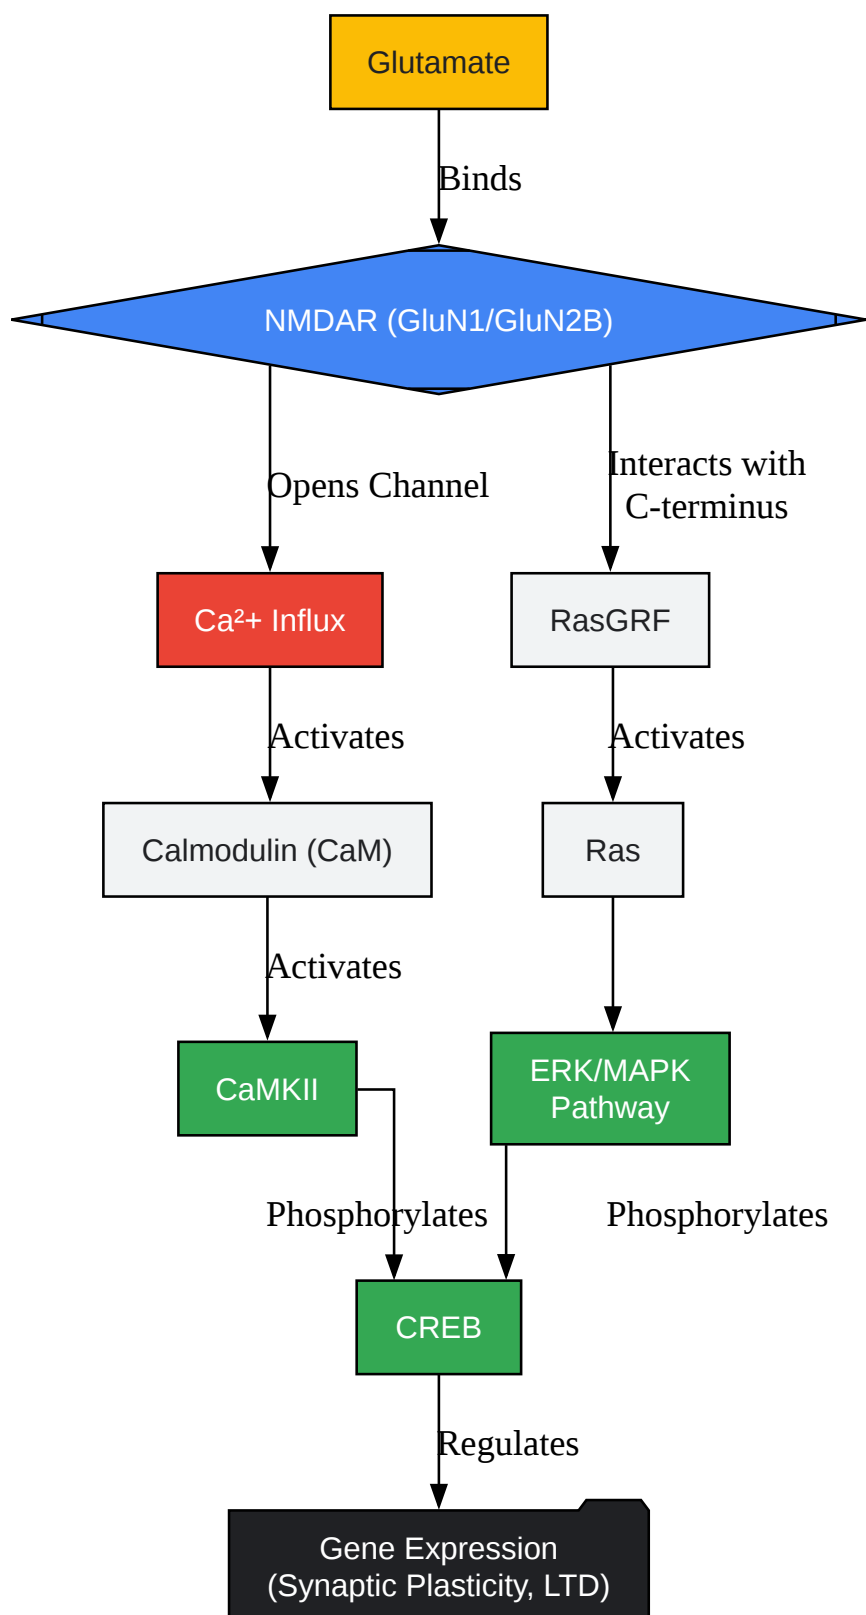 Glutamate
Binds
NMDAR (GluN1/GluN2B)
Opens Channel
Interacts with
C-terminus
Ca²+ Influx
RasGRF
Activates
Activates
Calmodulin (CaM)
Ras
Activates
CaMKII
ERK/MAPK
Pathway
Phosphorylates
Phosphorylates
CREB
Regulates
Gene Expression
(Synaptic Plasticity, LTD)